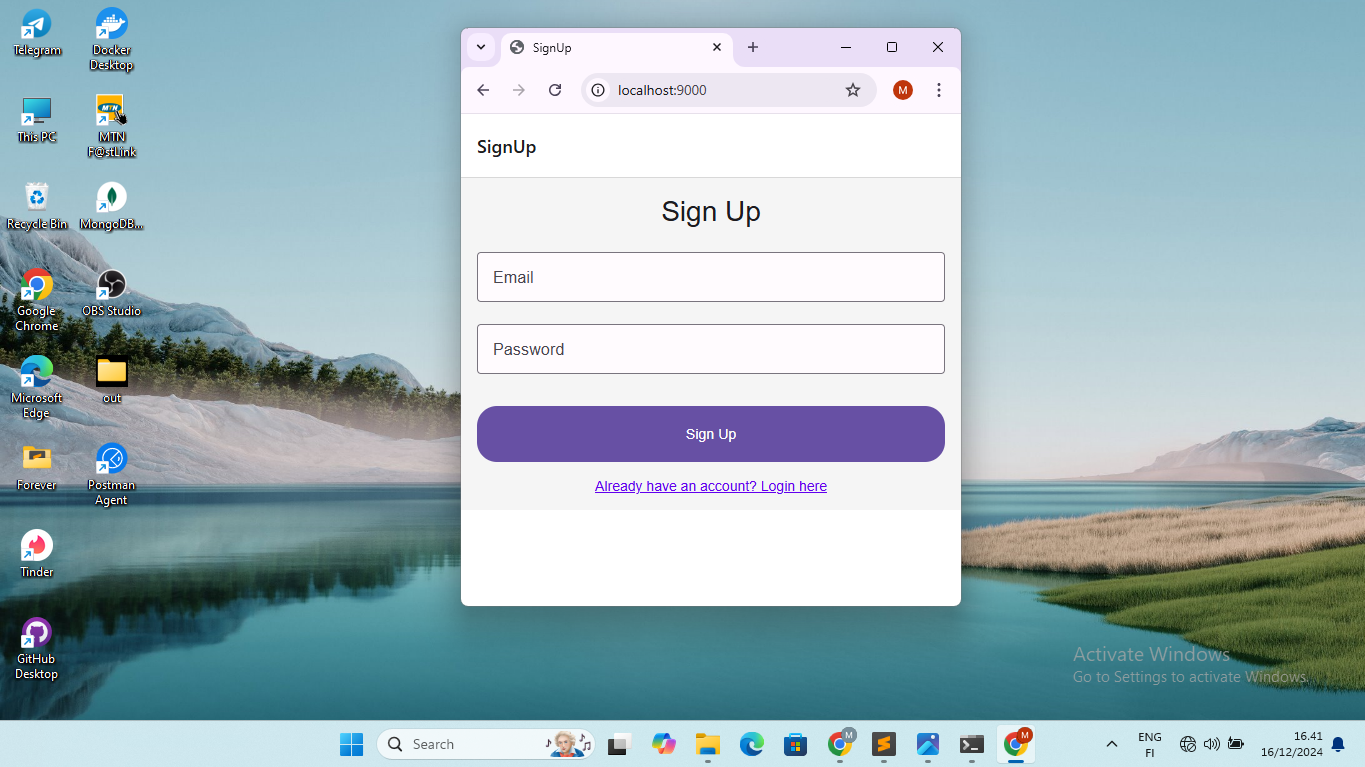 Telegram
Docker
Desktop
This PC
MTN
MTN
F@stLink
Recycle Bin
MongoDB...
Google
Chrome
OBS Studio
Microsoft
Edge
out
Forever
Postman
Agent
Tinder
GitHub
Desktop
SignUp
localhost:9000
M
SignUp
Sign Up
Email
Password
Sign Up
Already have an account? Login here
Activate Windows
Go to Settings to activate Windows.
Search
M
M
ENG
FI
16.41
16/12/2024